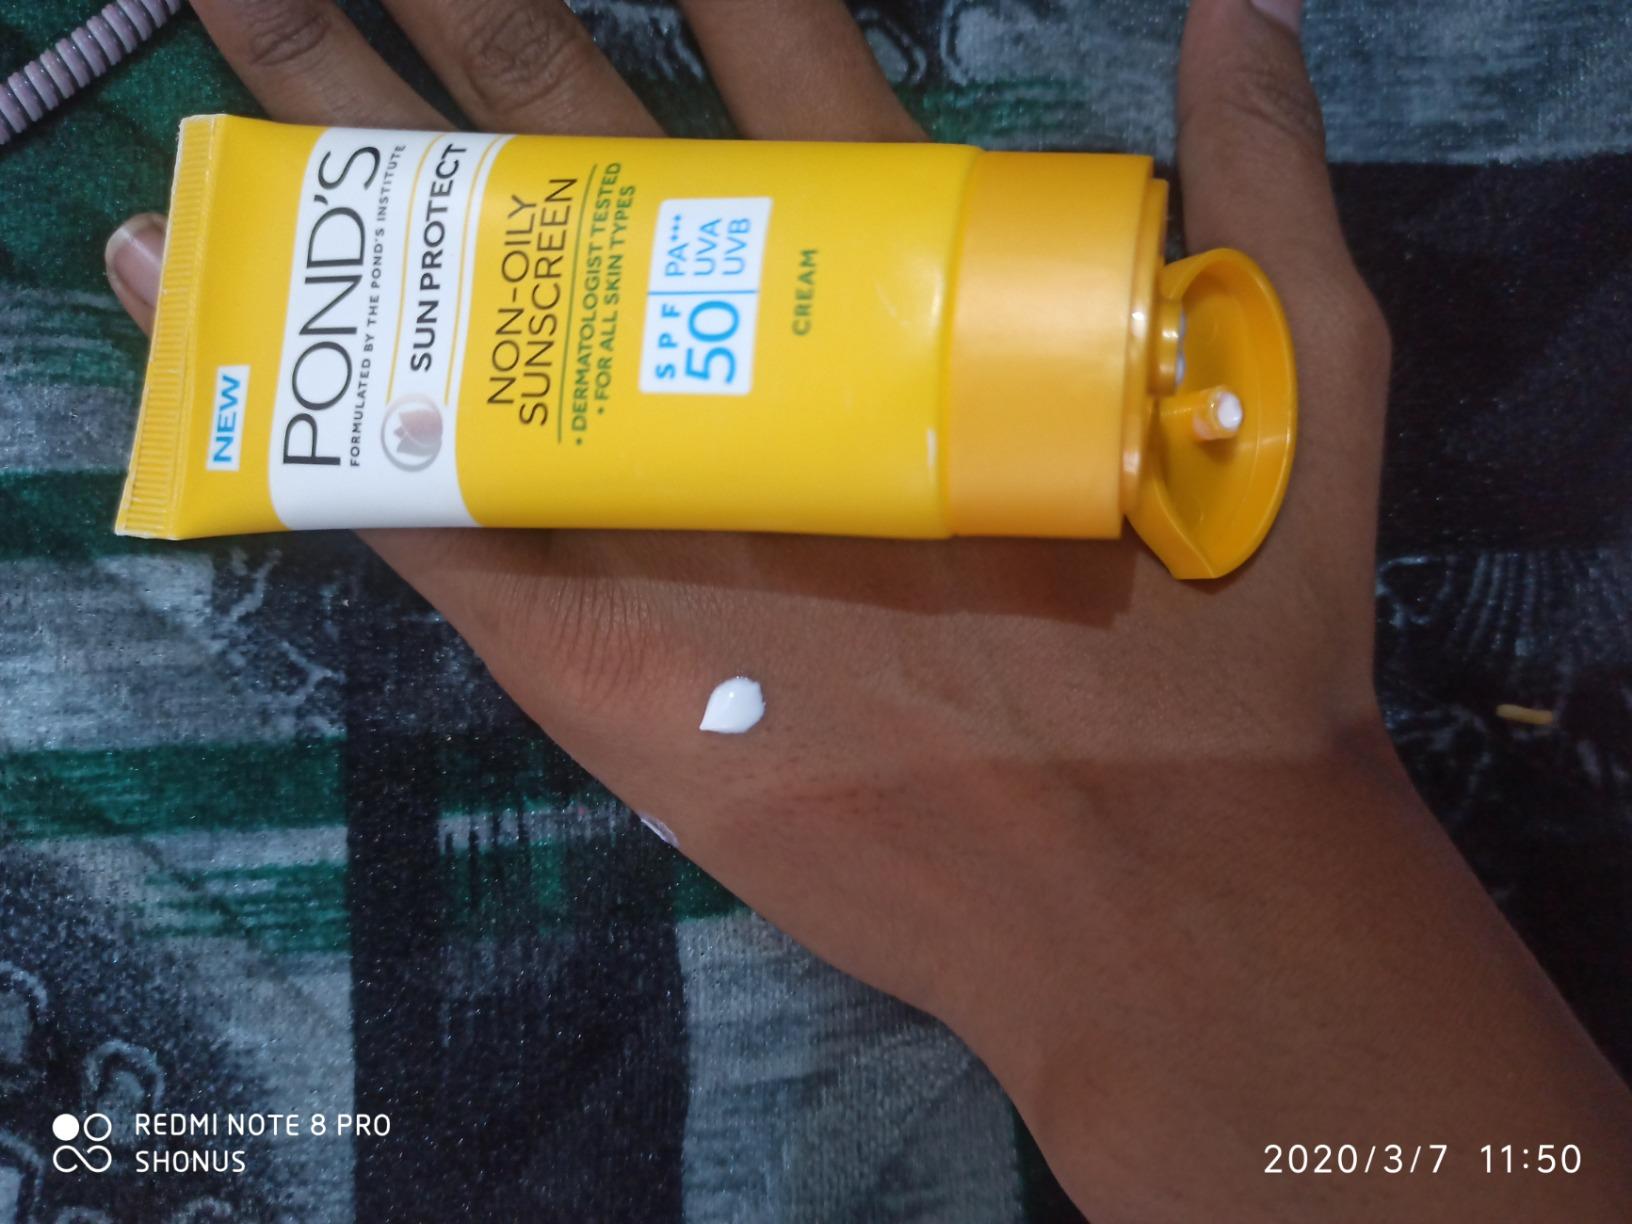 NEW
POND'S
FORMULATED BY THE POND'S INSTITUTE
SUN PROTECT
NON-OILY
SUNSCREEN
• DERMATOLOGIST TESTED
• FOR ALL SKIN TYPES
SPF
50
PA+++
UVA
UVB
CREAM
REDMI NOTE 8 PRO
SHONUS
2020/3/7 11:50